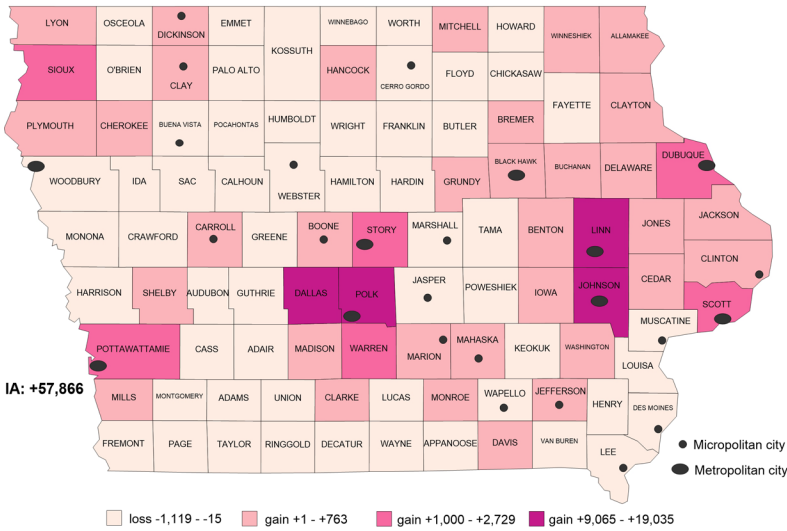 LYON
OSCEOLA
DICKINSON
EMMET
WINNEBAGO
WORTH
MITCHELL
HOWARD
WINNESHIEK
ALLAMAKEE
KOSSUTH
SIOUX
O'BRIEN
CLAY
PALO ALTO
HANCOCK
CERRO GORDO
FLOYD
CHICKASAW
FAYETTE
CLAYTON
PLYMOUTH
CHEROKEE
BUENA VISTA
POCAHONTAS
HUMBOLDT
WRIGHT
FRANKLIN
BUTLER
BREMER
DUBUQUE
WOODBURY
IDA
SAC
CALHOUN
WEBSTER
HAMILTON
HARDIN
GRUNDY
BLACK HAWK
BUCHANAN
DELAWARE
MONONA
CRAWFORD
CARROLL
GREENE
BOONE
STORY
MARSHALL
TAMA
BENTON
LINN
JONES
JACKSON
CLINTON
HARRISON
SHELBY
AUDUBON
GUTHRIE
DALLAS
POLK
JASPER
POWESHIEK
IOWA
JOHNSON
CEDAR
SCOTT
MUSCATINE
POTTAWATTAMIE
CASS
ADAIR
MADISON
WARREN
MARION
MAHASKA
KEOKUK
WASHINGTON
LOUISA
IA: +57,866
MILLS
MONTGOMERY
ADAMS
UNION
CLARKE
LUCAS
MONROE
WAPELLO
JEFFERSON
HENRY
DES MOINES
FREMONT
PAGE
TAYLOR
RINGGOLD
DECATUR
WAYNE
APPANOOSE
DAVIS
VAN BUREN
LEE
Micropolitan city
Metropolitan city
loss -1,119 - -15
gain +1 - +763
gain +1,000 - +2,729
gain +9,065 - +19,035